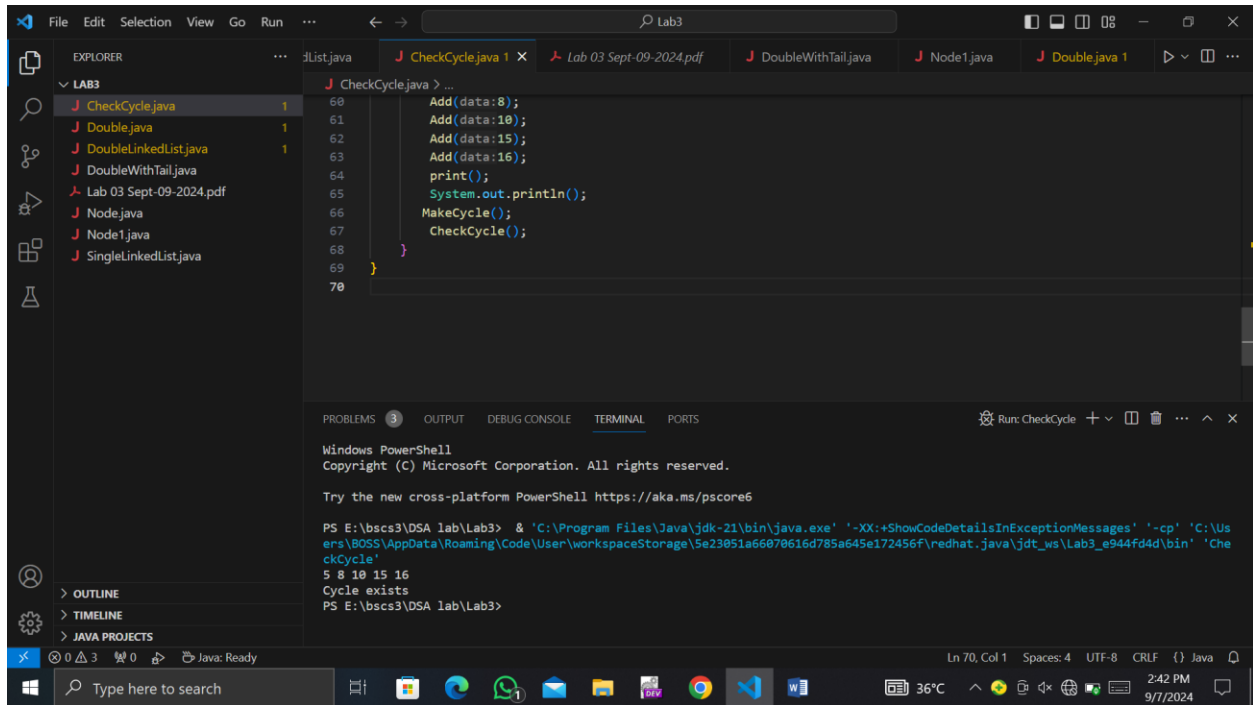 File Edit Selection View Go Run ··· ← → Lab3
EXPLORER ···
LAB3
J CheckCycle.java 1
J Double.java 1
J DoubleLinkedList.java 1
J DoubleWithTail.java
Lab 03 Sept-09-2024.pdf
J Node.java
J Node1.java
J SingleLinkedList.java
> OUTLINE
> TIMELINE
> JAVA PROJECTS
dList.java J CheckCycle.java 1 × Lab 03 Sept-09-2024.pdf J DoubleWithTail.java J Node1.java J Double.java 1 ···
J CheckCycle.java > ...
60 Add(data:8);
61 Add(data:10);
62 Add(data:15);
63 Add(data:16);
64 print();
65 System.out.println();
66 MakeCycle();
67 CheckCycle();
68 }
69 }
70
PROBLEMS 3 OUTPUT DEBUG CONSOLE TERMINAL PORTS Run: CheckCycle
Windows PowerShell
Copyright (C) Microsoft Corporation. All rights reserved.
Try the new cross-platform PowerShell https://aka.ms/pscore6
PS E:\bscs3\DSA lab\Lab3> & 'C:\Program Files\Java\jdk-21\bin\java.exe' '-XX:+ShowCodeDetailsInExceptionMessages' '-cp' 'C:\Us
ers\BOSS\AppData\Roaming\Code\User\workspaceStorage\5e23051a66070616d785a645e172456f\redhat.java\jdt_ws\Lab3_e944fd4d\bin' 'Che
ckCycle'
5 8 10 15 16
Cycle exists
PS E:\bscs3\DSA lab\Lab3>
0 3 0 Java: Ready Ln 70, Col 1 Spaces: 4 UTF-8 CRLF {} Java
Type here to search 1 DEV 36°C 2:42 PM
9/7/2024